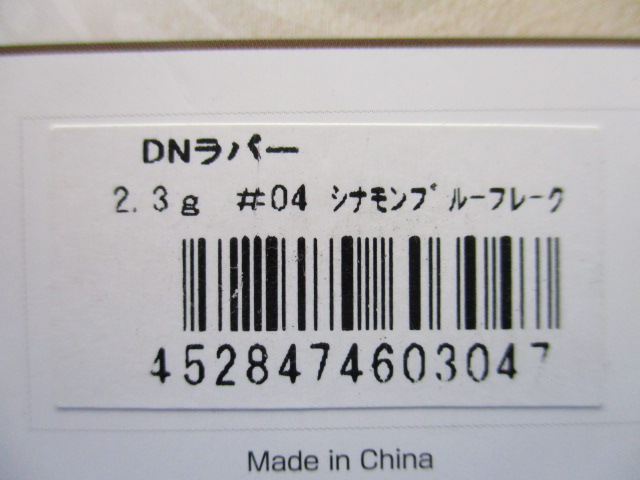 DNラバー
2.3g #04 シナモンブルーフレーク
4528474603047
Made in China